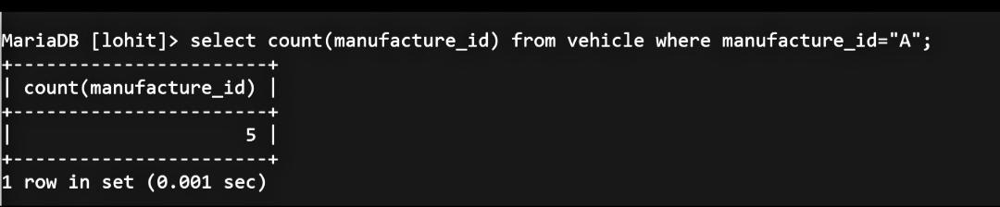 MariaDB [lohit]> select count(manufacture_id) from vehicle where manufacture_id="A";
+-----------------------+
| count(manufacture_id) |
+-----------------------+
|                     5 |
+-----------------------+
1 row in set (0.001 sec)